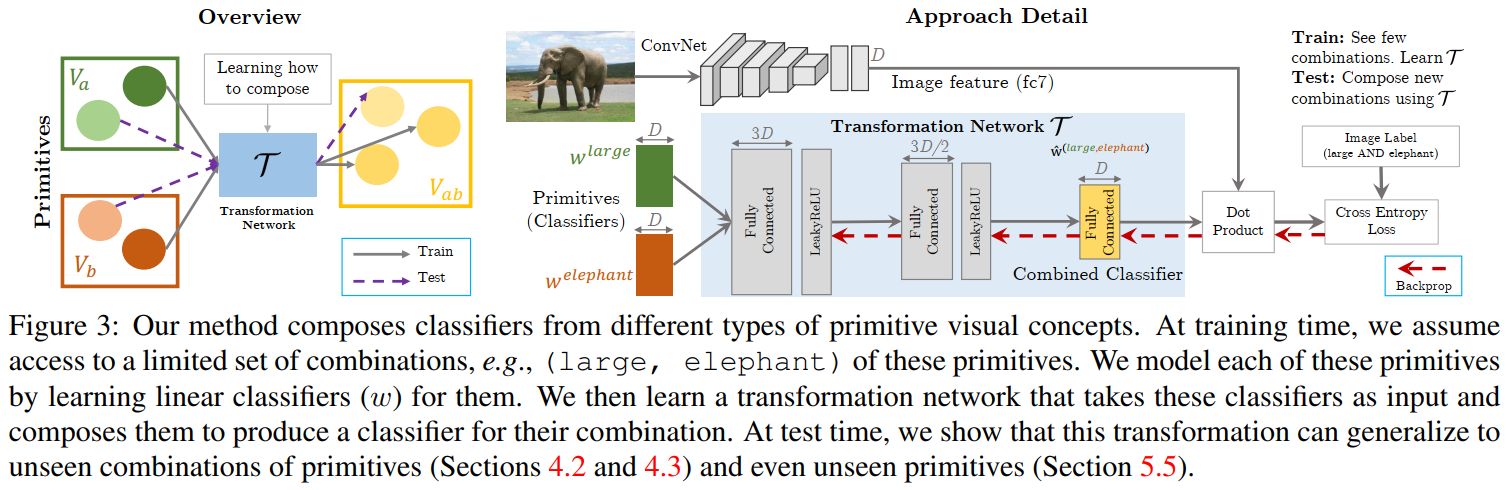 Overview
Primitives
V_a
V_b
Learning how
to compose
𝒯
Transformation
Network
V_ab
Train
Test
Approach Detail
ConvNet
D
Image feature (fc7)
Train: See few
combinations. Learn 𝒯
Test: Compose new
combinations using 𝒯
Transformation Network 𝒯
D
w^large
Primitives
(Classifiers)
D
w^elephant
3D
Fully
Connected
LeakyReLU
3D/2
Fully
Connected
LeakyReLU
ŵ^(large,elephant)
D
Fully
Connected
Combined Classifier
Dot
Product
Image Label
(large AND elephant)
Cross Entropy
Loss
Backprop
Figure 3: Our method composes classifiers from different types of primitive visual concepts. At training time, we assume
access to a limited set of combinations, e.g., (large, elephant) of these primitives. We model each of these primitives
by learning linear classifiers (w) for them. We then learn a transformation network that takes these classifiers as input and
composes them to produce a classifier for their combination. At test time, we show that this transformation can generalize to
unseen combinations of primitives (Sections 4.2 and 4.3) and even unseen primitives (Section 5.5).